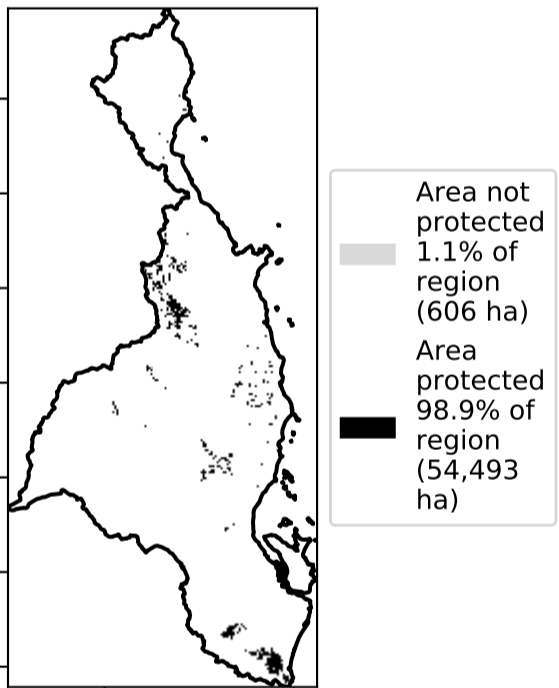 Area not
protected
1.1% of
region
(606 ha)
Area
protected
98.9% of
region
(54,493
ha)